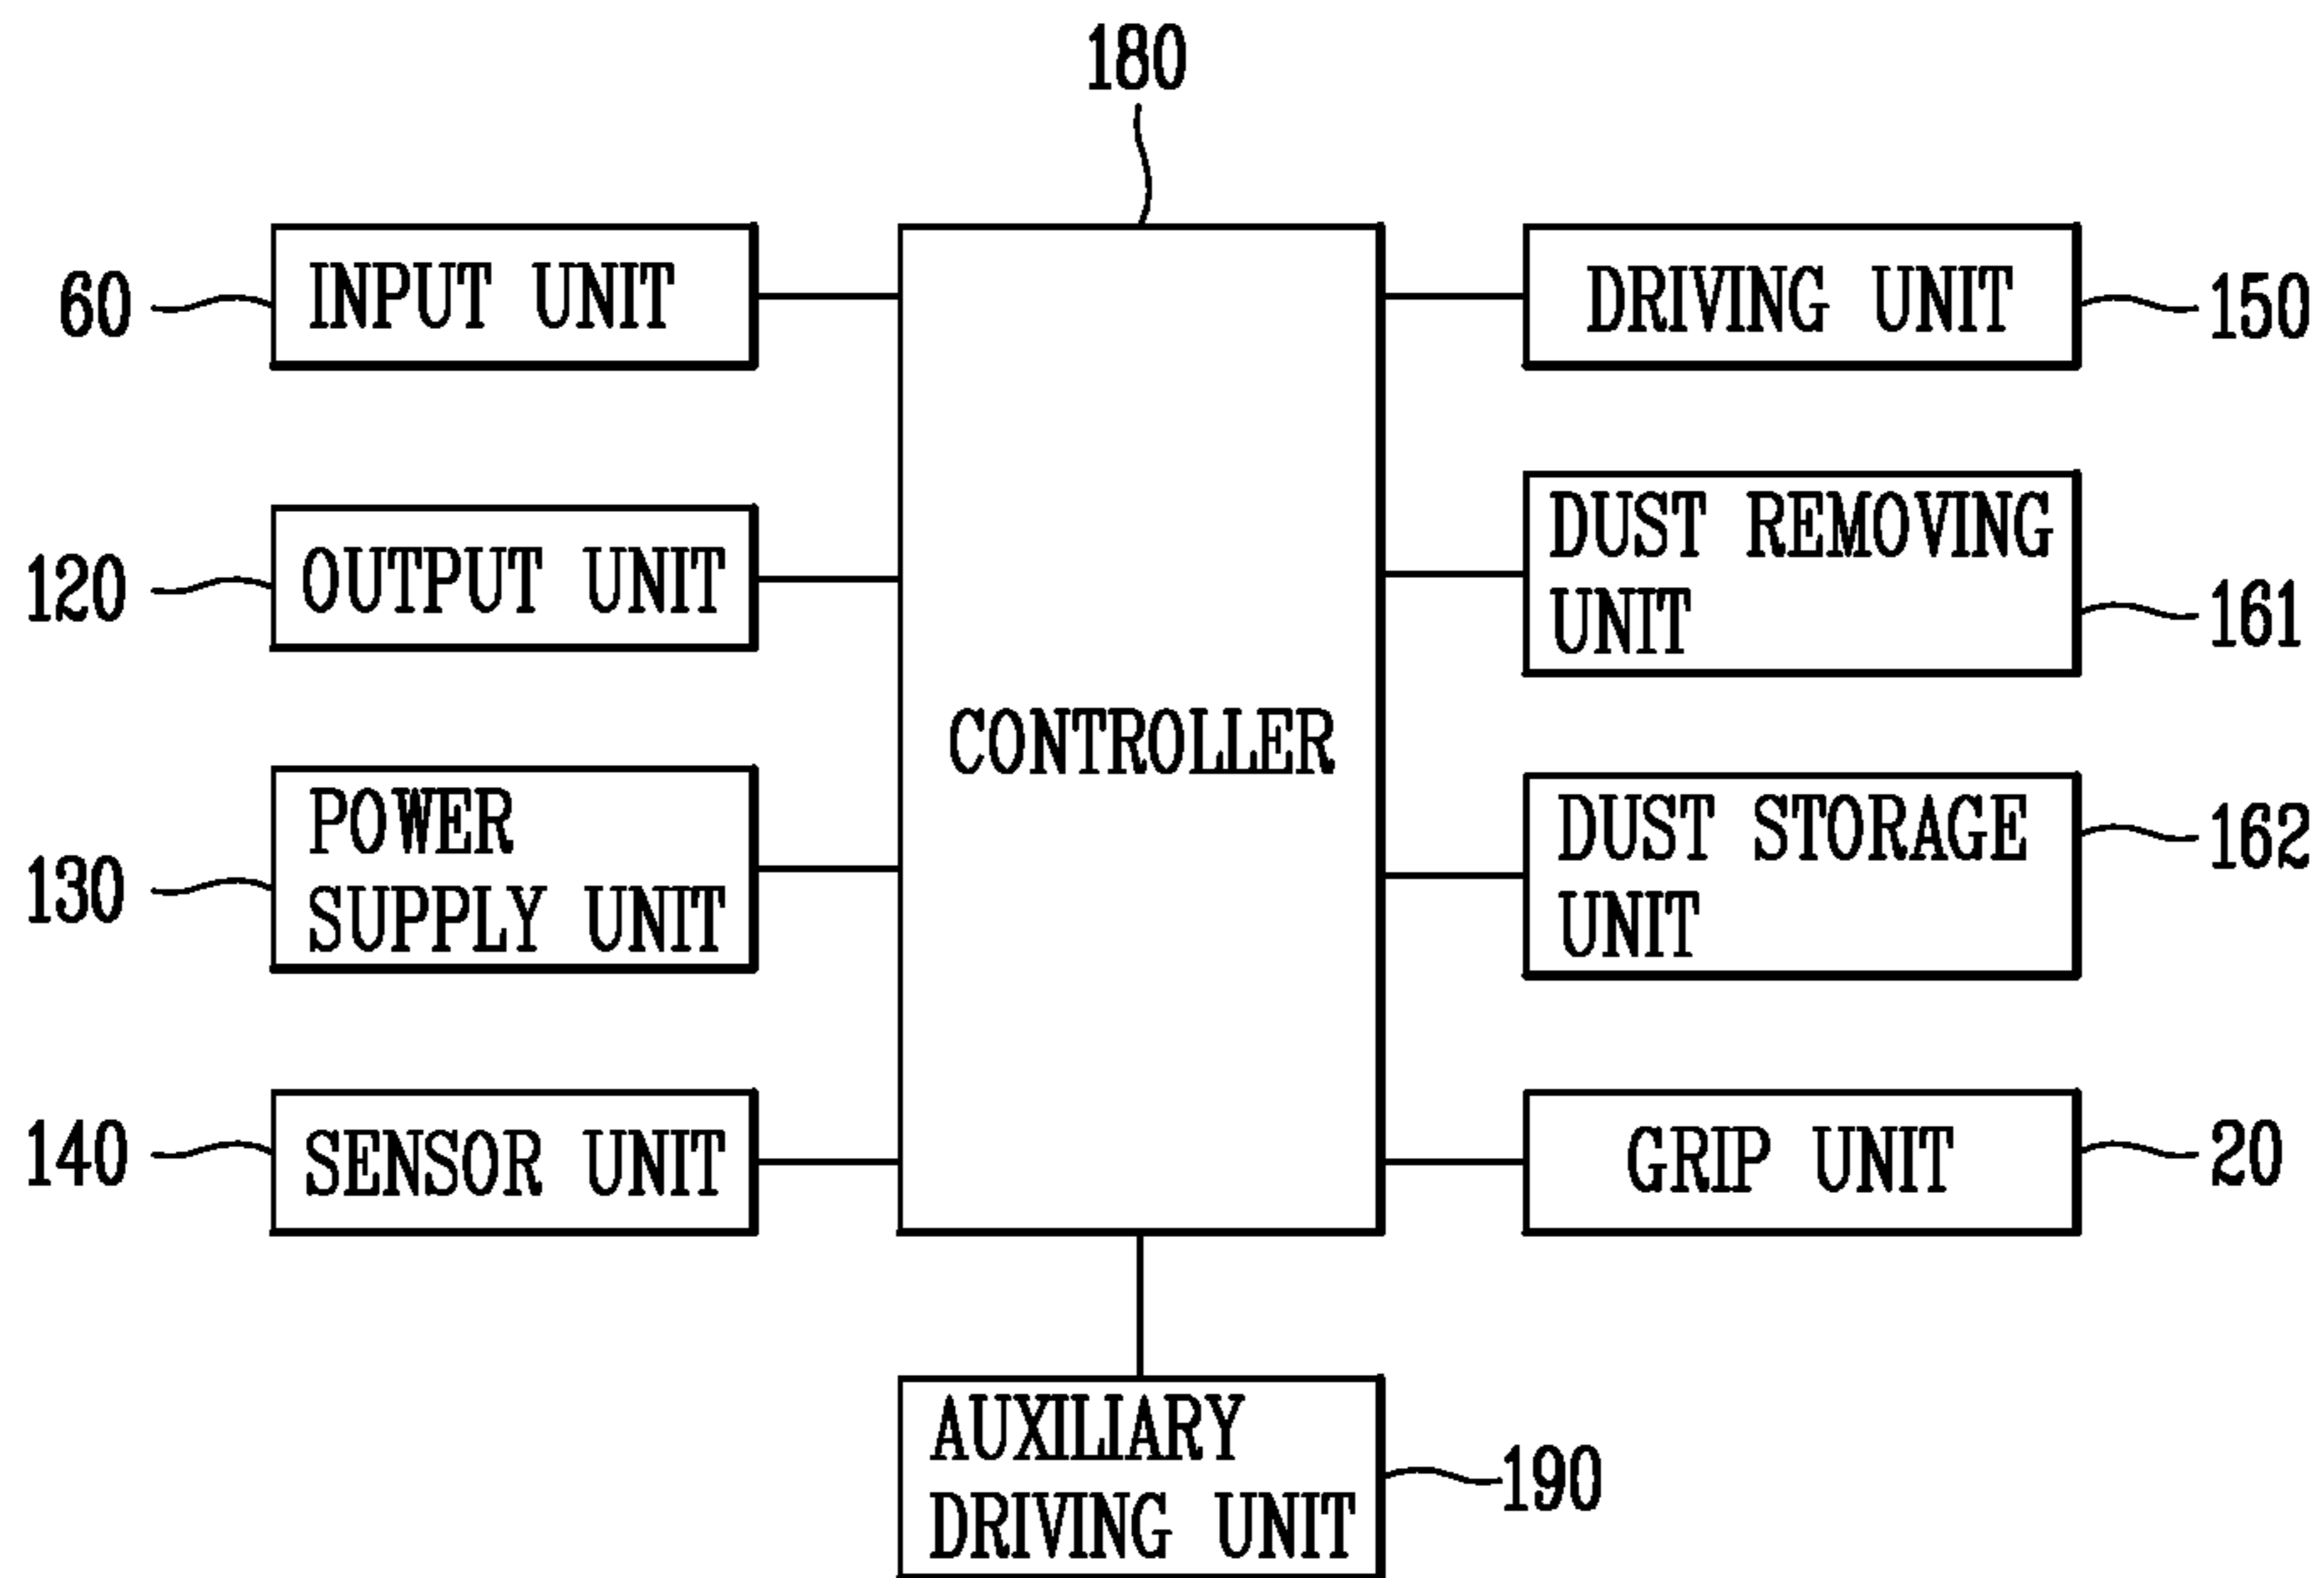 180
60
INPUT UNIT
DRIVING UNIT
150
120
OUTPUT UNIT
DUST REMOVING
UNIT
161
CONTROLLER
130
POWER
SUPPLY UNIT
DUST STORAGE
UNIT
162
140
SENSOR UNIT
GRIP UNIT
20
AUXILIARY
DRIVING UNIT
190